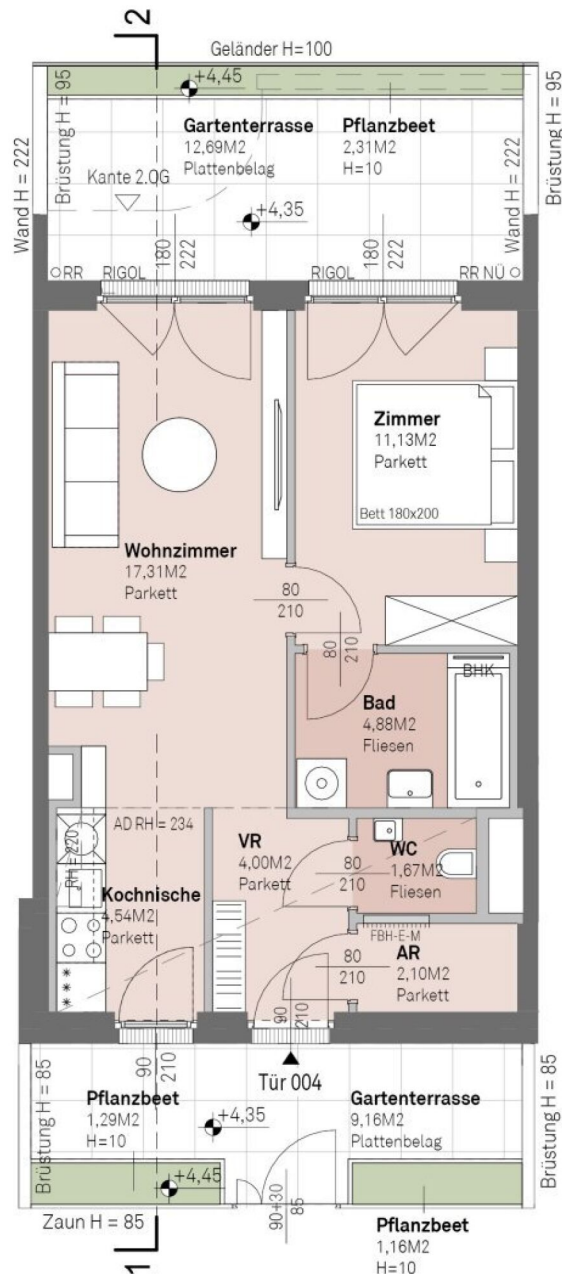 2
Geländer H=100
+4,45
Brüstung H = 95
Brüstung H = 95
Gartenterrasse
12,69M2
Plattenbelag
Pflanzbeet
2,31M2
H=10
Wand H = 222
Wand H = 222
Kante 2.OG
+4,35
180
222
180
222
RR
RIGOL
RIGOL
RR NÜ
Zimmer
11,13M2
Parkett
Bett 180x200
Wohnzimmer
17,31M2
Parkett
80
210
80
210
BHK
Bad
4,88M2
Fliesen
AD RH = 234
RH = 220
VR
4,00M2
Parkett
80
210
WC
1,67M2
Fliesen
Kochnische
4,54M2
Parkett
FBH-E-M
AR
2,10M2
Parkett
80
210
90
210
90
210
Tür 004
Brüstung H = 85
Brüstung H = 85
Pflanzbeet
1,29M2
H=10
+4,35
Gartenterrasse
9,16M2
Plattenbelag
+4,45
Zaun H = 85
90+30
85
Pflanzbeet
1,16M2
H=10
1